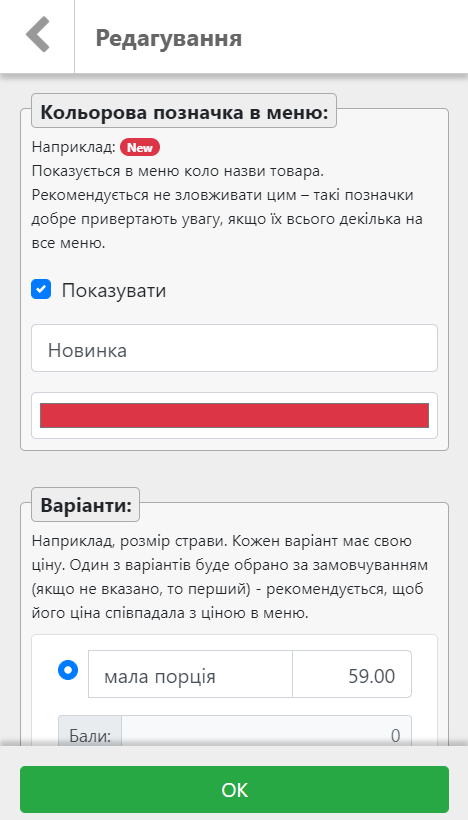 Редагування
Кольорова позначка в меню:
Наприклад: New
Показується в меню коло назви товара.
Рекомендується не зловживати цим – такі позначки
добре привертають увагу, якщо їх всього декілька на
все меню.
Показувати
Новинка
Варіанти:
Наприклад, розмір страви. Кожен варіант має свою
ціну. Один з варіантів буде обрано за замовчуванням
(якщо не вказано, то перший) - рекомендується, щоб
його ціна співпадала з ціною в меню.
мала порція 59.00
Бали: 0
ОК